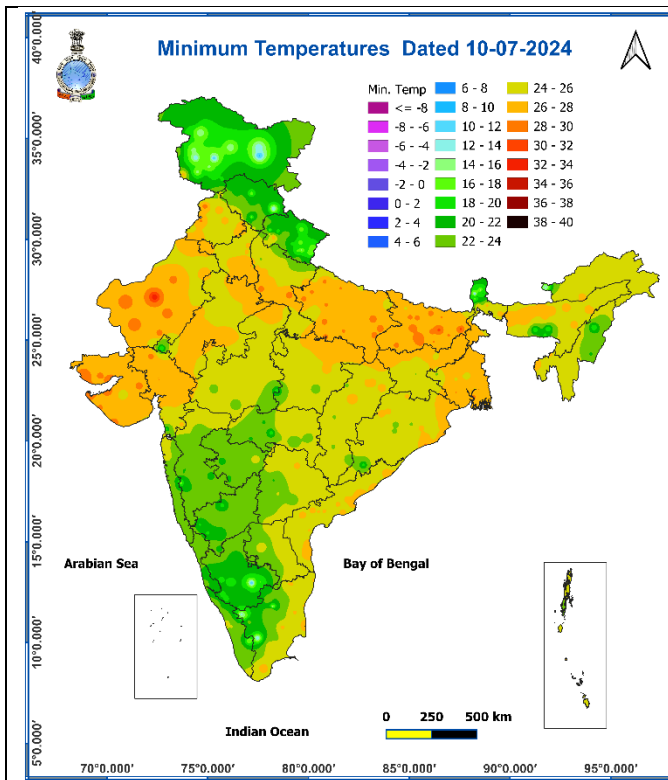 Minimum Temperatures Dated 10-07-2024
Min. Temp
<= -8
-8 - -6
-6 - -4
-4 - -2
-2 - 0
0 - 2
2 - 4
4 - 6
6 - 8
8 - 10
10 - 12
12 - 14
14 - 16
16 - 18
18 - 20
20 - 22
22 - 24
24 - 26
26 - 28
28 - 30
30 - 32
32 - 34
34 - 36
36 - 38
38 - 40
40°0.000'
35°0.000'
30°0.000'
25°0.000'
20°0.000'
15°0.000'
10°0.000'
5°0.000'
Arabian Sea
Bay of Bengal
Indian Ocean
0 250 500 km
70°0.000' 75°0.000' 80°0.000' 85°0.000' 90°0.000' 95°0.000'